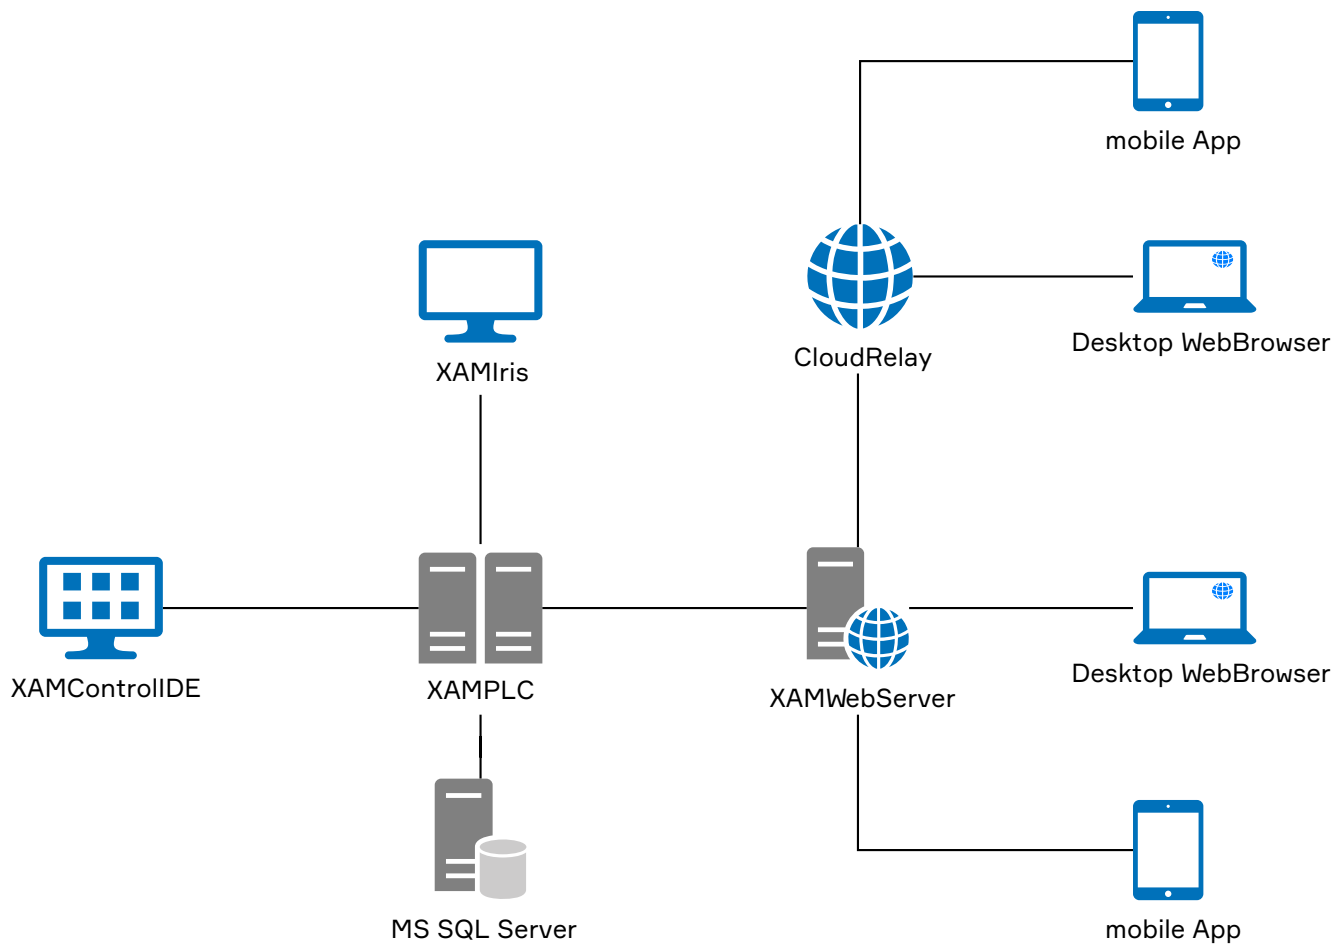 mobile App
Desktop WebBrowser
CloudRelay
XAMIris
XAMControlIDE
XAMPLC
XAMWebServer
Desktop WebBrowser
MS SQL Server
mobile App